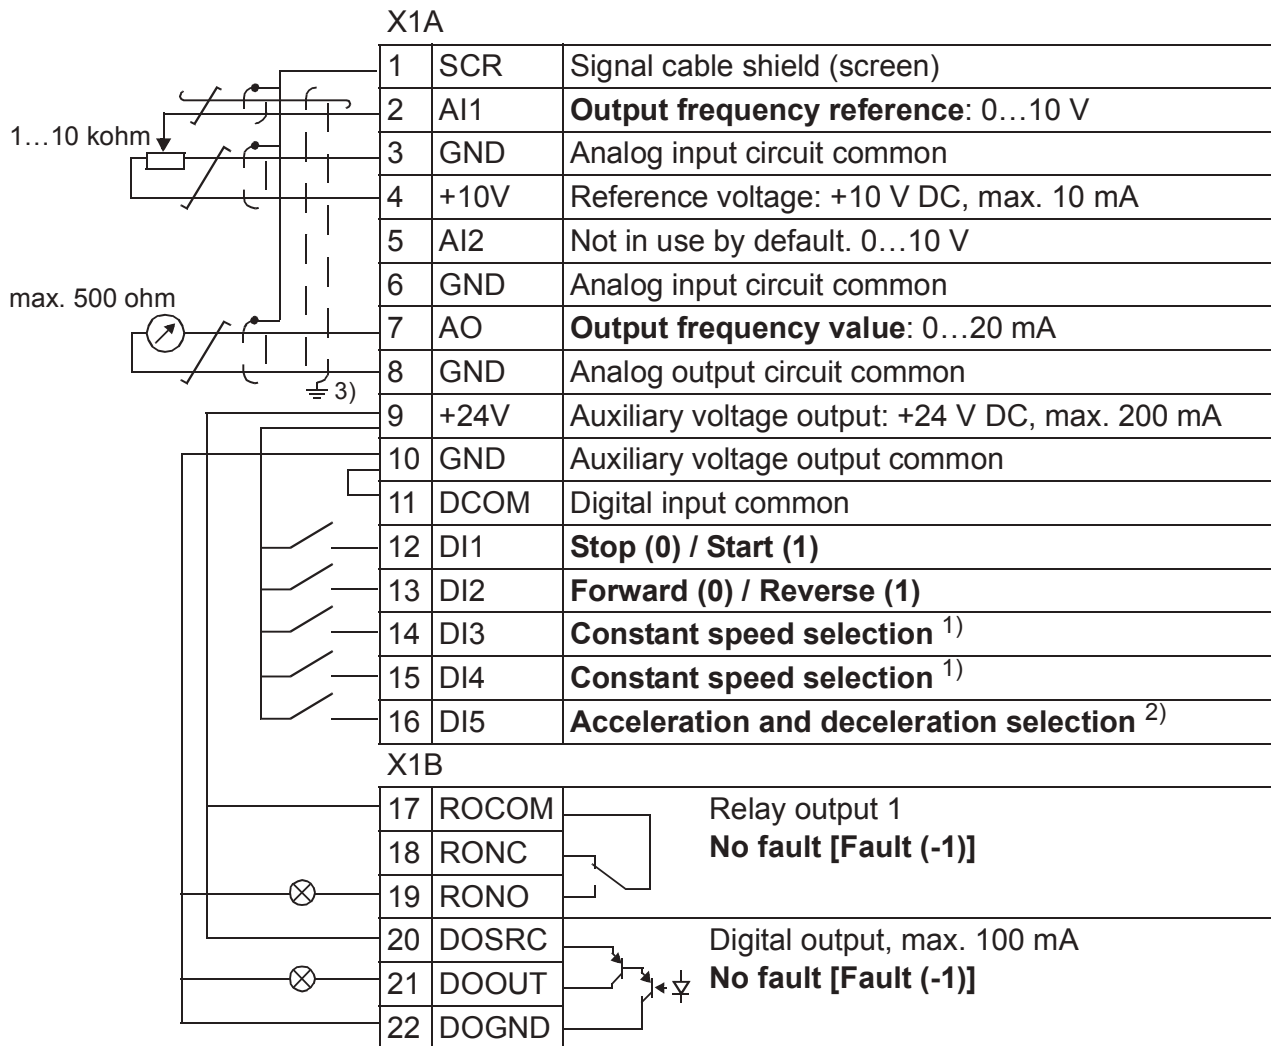 X1A
1 SCR Signal cable shield (screen)
2 AI1 Output frequency reference: 0…10 V
1…10 kohm
3 GND Analog input circuit common
4 +10V Reference voltage: +10 V DC, max. 10 mA
5 AI2 Not in use by default. 0…10 V
6 GND Analog input circuit common
max. 500 ohm
7 AO Output frequency value: 0…20 mA
8 GND Analog output circuit common
3)
9 +24V Auxiliary voltage output: +24 V DC, max. 200 mA
10 GND Auxiliary voltage output common
11 DCOM Digital input common
12 DI1 Stop (0) / Start (1)
13 DI2 Forward (0) / Reverse (1)
14 DI3 Constant speed selection 1)
15 DI4 Constant speed selection 1)
16 DI5 Acceleration and deceleration selection 2)
X1B
17 ROCOM Relay output 1
18 RONC No fault [Fault (-1)]
19 RONO
20 DOSRC Digital output, max. 100 mA
21 DOOUT No fault [Fault (-1)]
22 DOGND